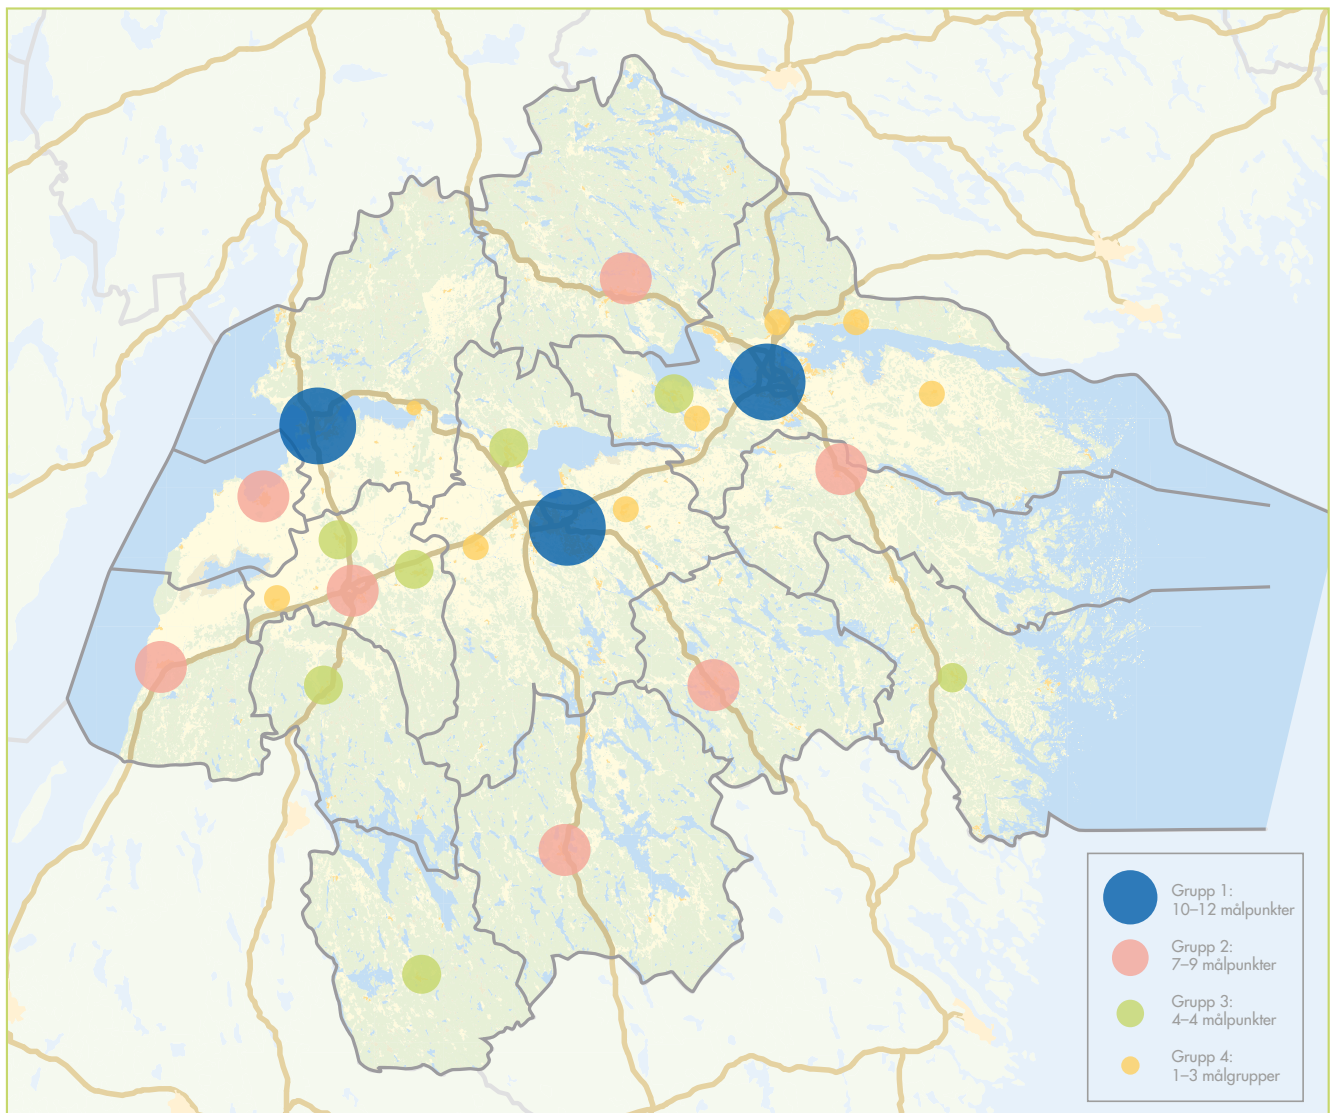 Grupp 1:
10–12 målpunkter
Grupp 2:
7–9 målpunkter
Grupp 3:
4–4 målpunkter
Grupp 4:
1–3 målgrupper